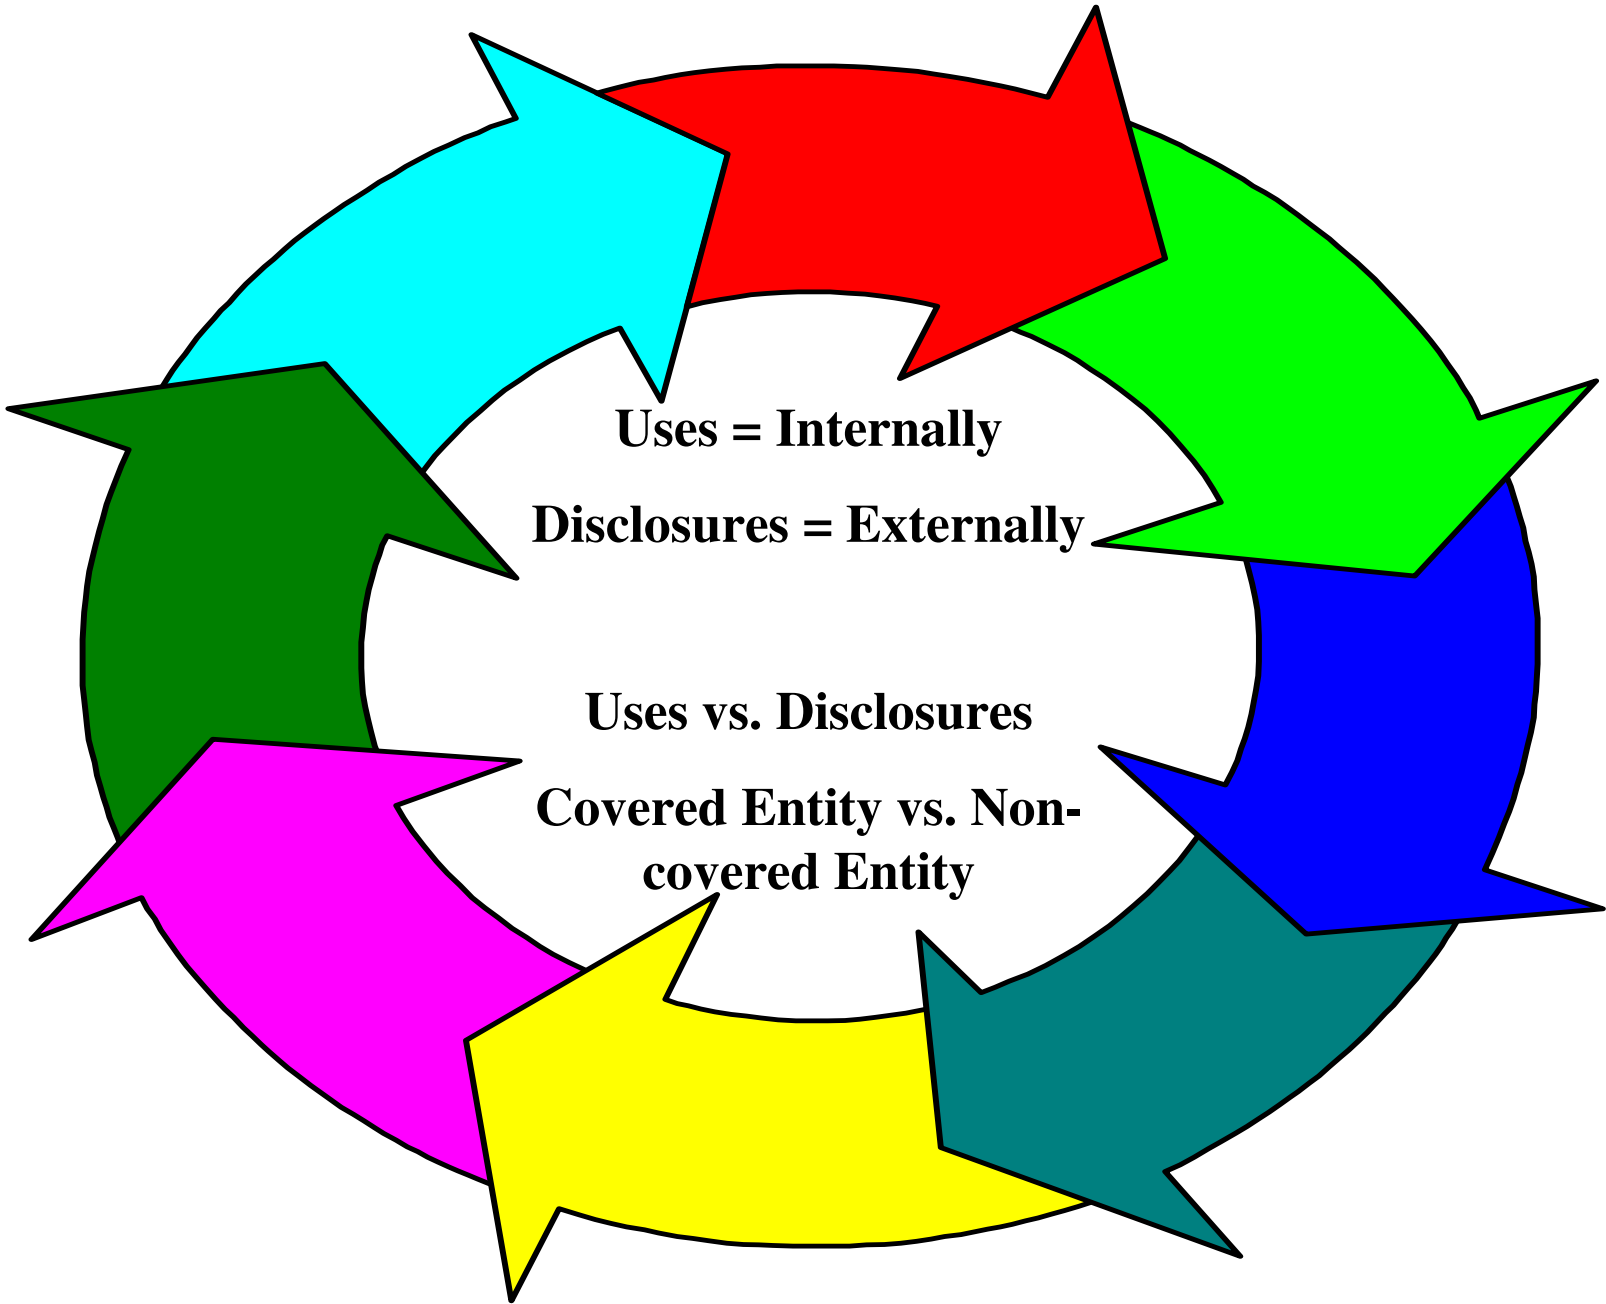 Uses = Internally
Disclosures = Externally
Uses vs. Disclosures
Covered Entity vs. Non-
covered Entity